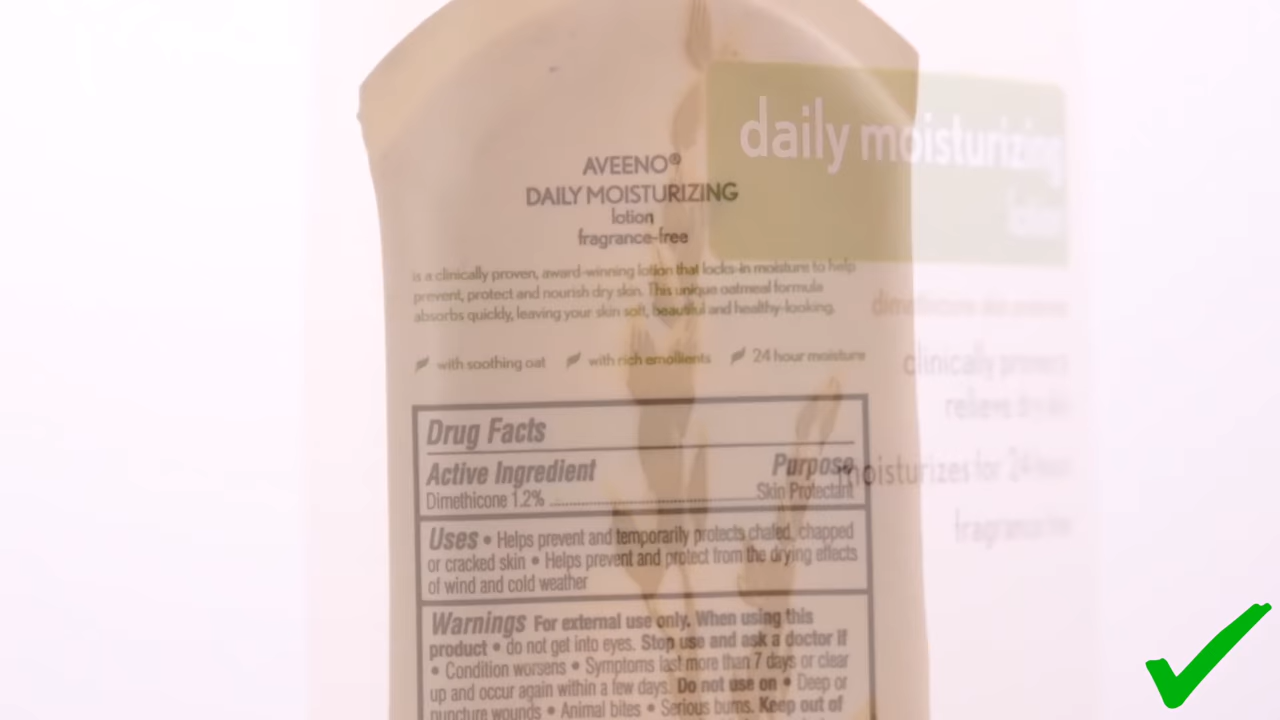 AVEENO®
DAILY MOISTURIZING
lotion
fragrance-free
is a clinically proven, award-winning lotion that locks-in moisture to help
prevent, protect and nourish dry skin. This unique oatmeal formula
absorbs quickly, leaving your skin soft, beautiful and healthy-looking.
with soothing oat with rich emollients 24 hour moisture
Drug Facts
Active Ingredient Purpose
Dimethicone 1.2% Skin Protectant
Uses • Helps prevent and temporarily protects chafed, chapped
or cracked skin • Helps prevent and protect from the drying effects
of wind and cold weather
Warnings For external use only. When using this
product • do not get into eyes. Stop use and ask a doctor if
• Condition worsens • Symptoms last more than 7 days or clear
up and occur again within a few days. Do not use on • Deep or
puncture wounds • Animal bites • Serious burns. Keep out of
daily moisturizing
lotion
dimethicone skin protectant
clinically proven
relieve
moisturizes for 24
fragrance